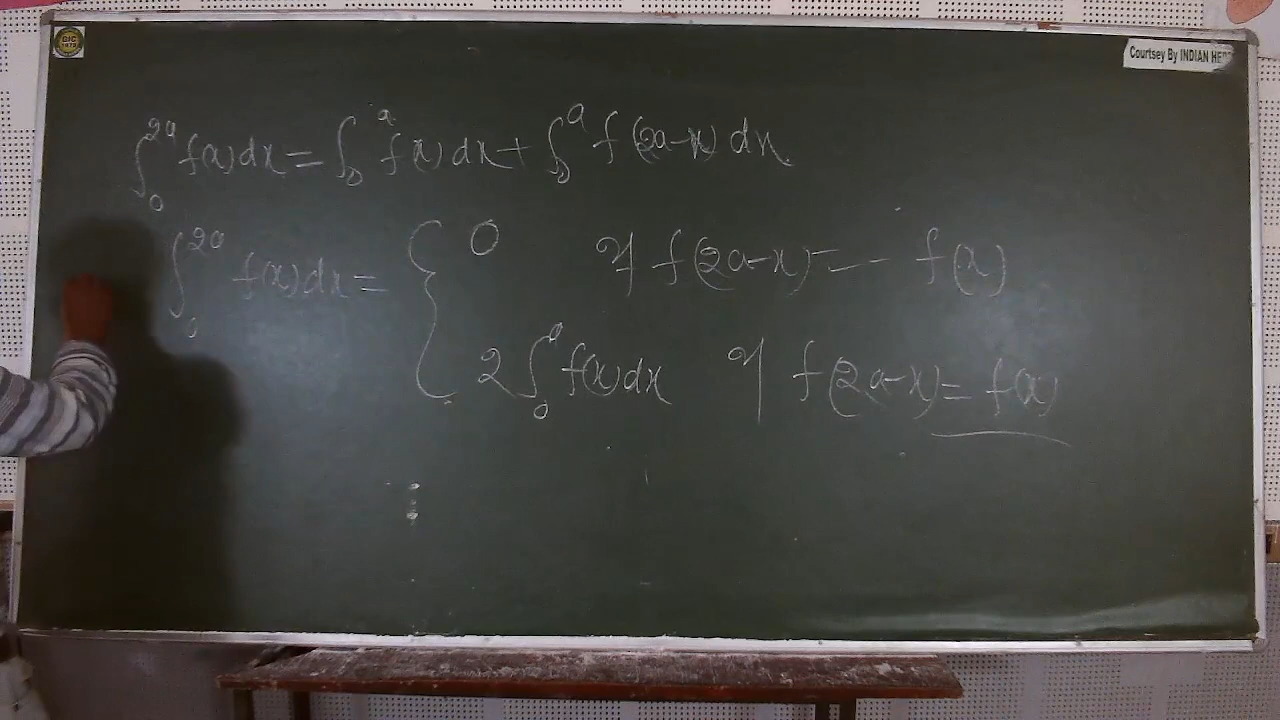 Courtsey By INDIAN
∫₀²ᵃ f(x) dx = ∫₀ᵃ f(x) dx + ∫₀ᵃ f(2a-x) dx
∫₀²ᵃ f(x) dx = { 0 if f(2a-x) = - f(x)
2 ∫₀ᵃ f(x) dx if f(2a-x) = f(x)